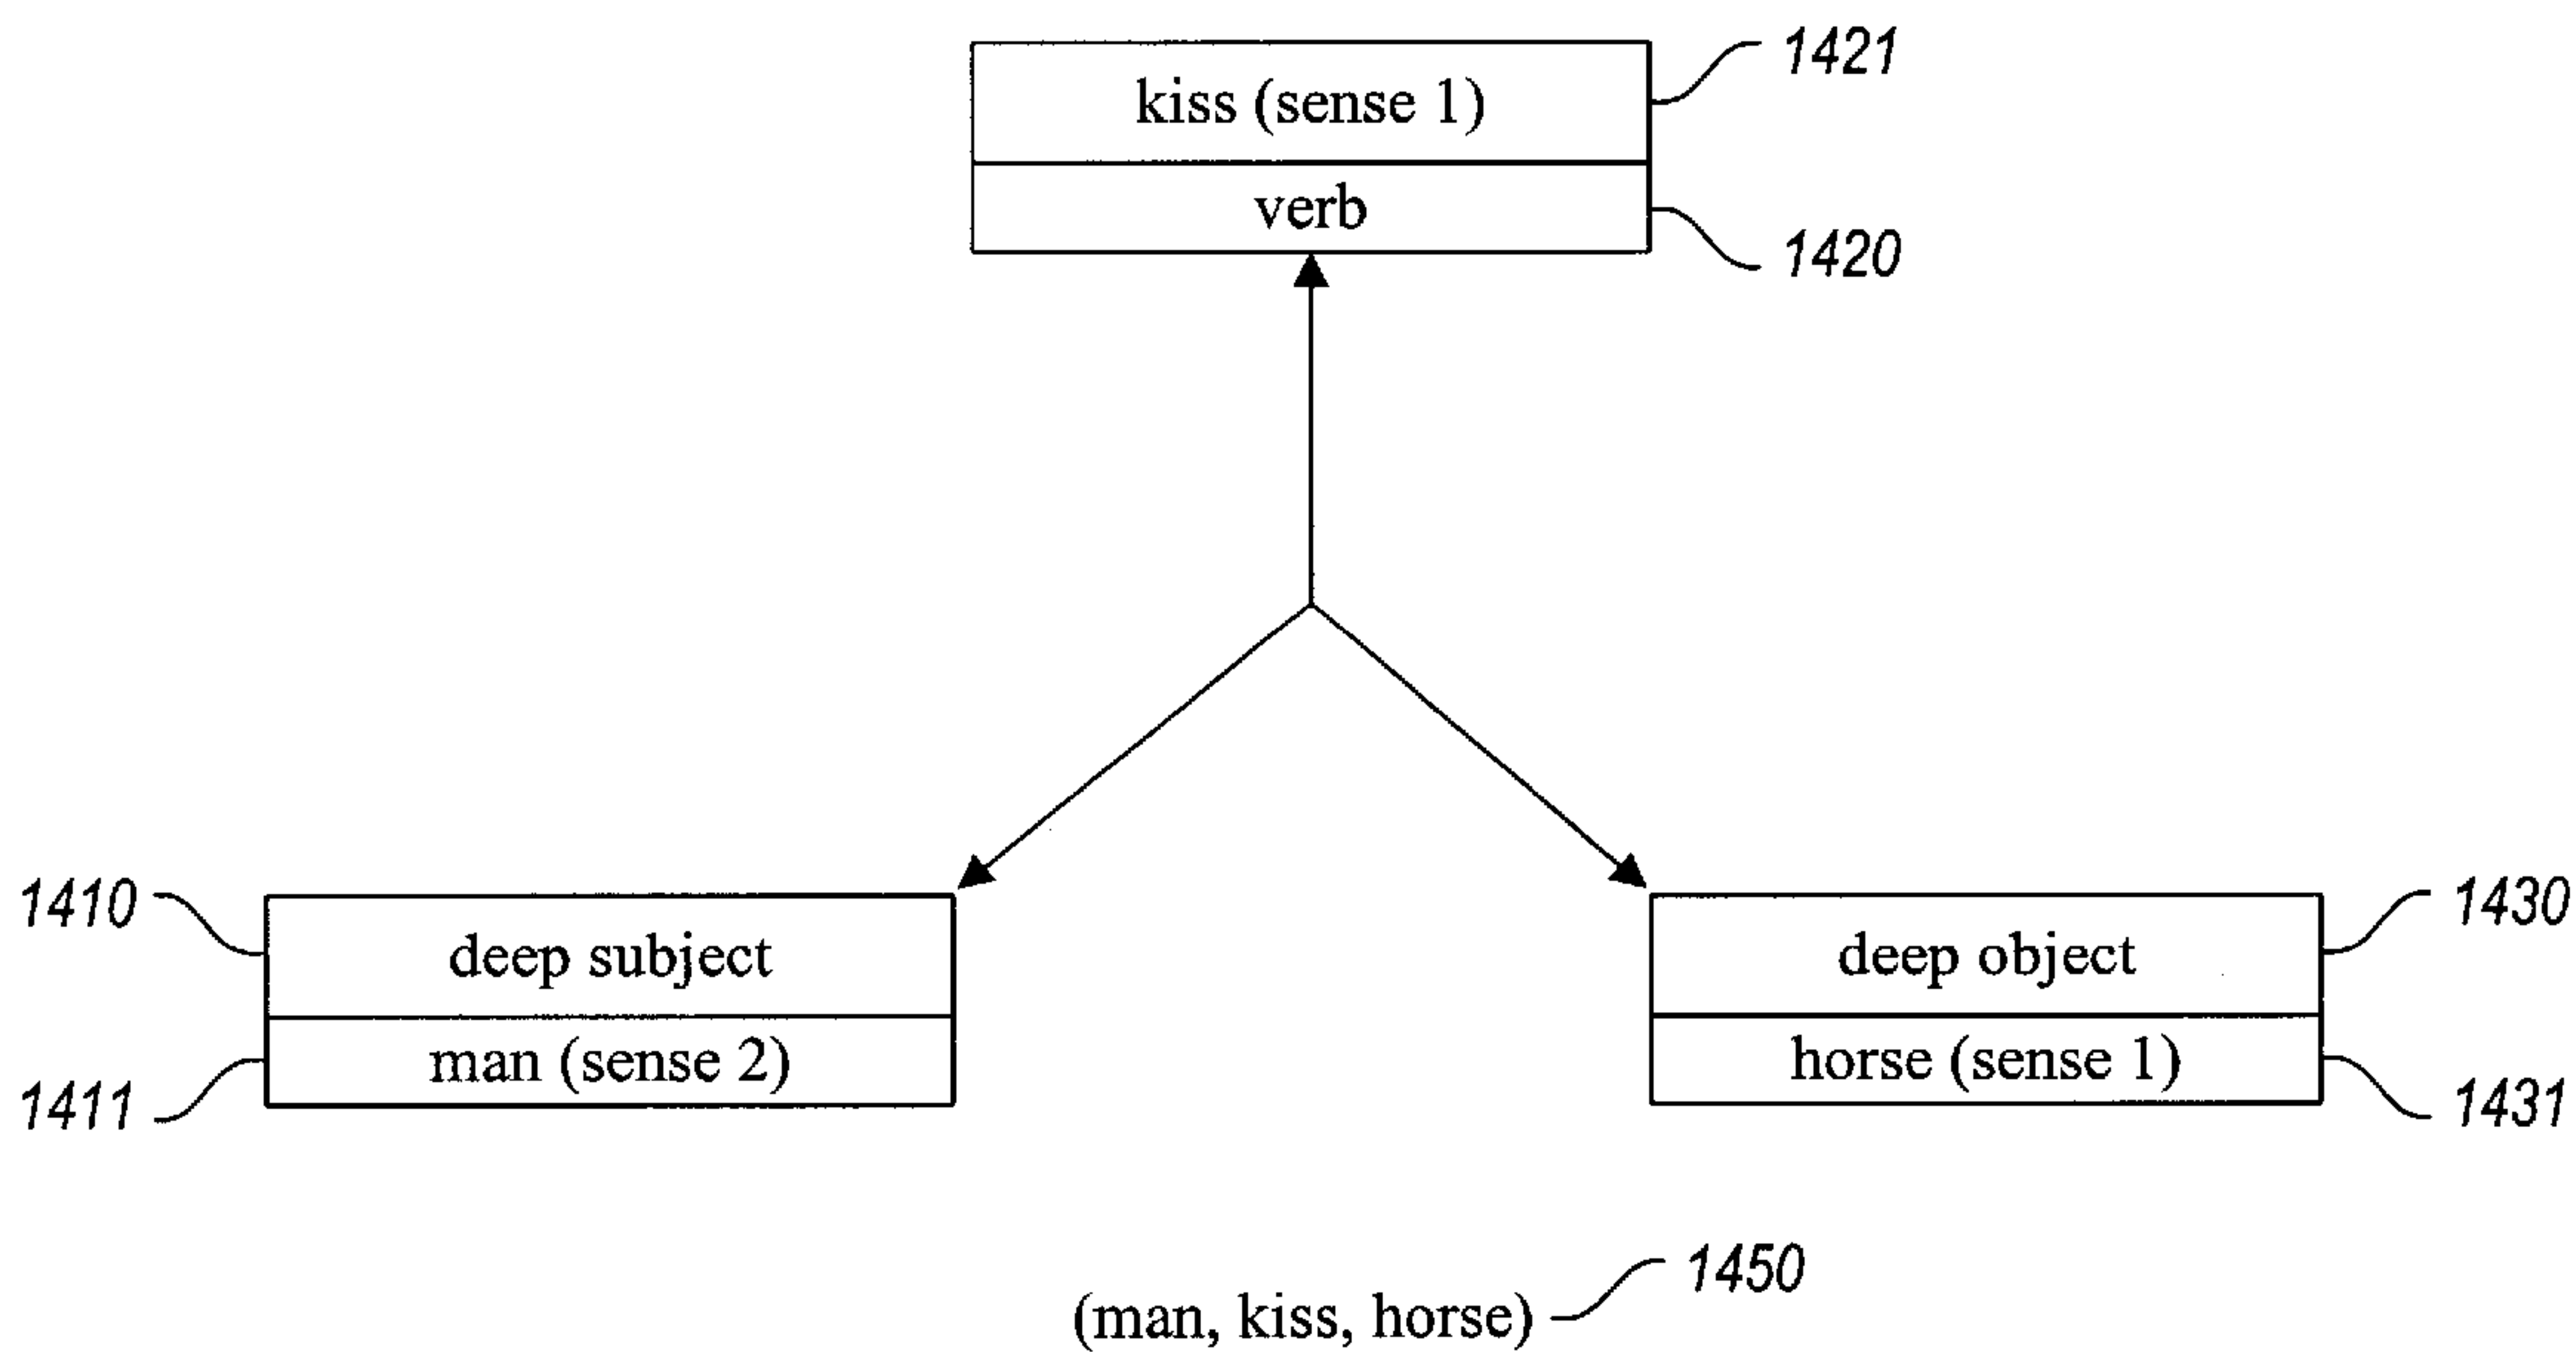 kiss (sense 1) 1421
verb 1420
1410 deep subject
1411 man (sense 2)
deep object 1430
horse (sense 1) 1431
(man, kiss, horse) 1450